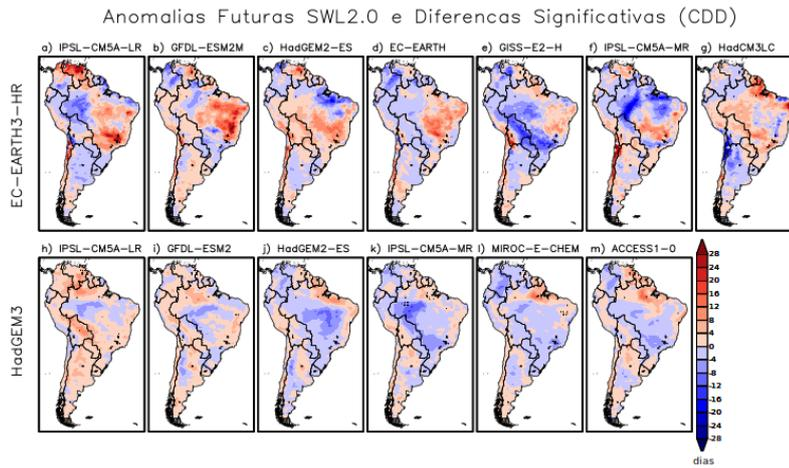 Anomalias Futuras SWL2.0 e Diferencas Significativas (CDD)
a) IPSL-CM5A-LR b) GFDL-ESM2M c) HadGEM2-ES d) EC-EARTH e) GISS-E2-H f) IPSL-CM5A-MR g) HadCM3LC
EC-EARTH3-HR
h) IPSL-CM5A-LR i) GFDL-ESM2 j) HadGEM2-ES k) IPSL-CM5A-MR l) MIROC-E-CHEM m) ACCESS1-0
HadGEM3
28
24
20
16
12
8
4
0
-4
-8
-12
-16
-20
-24
-28
dias